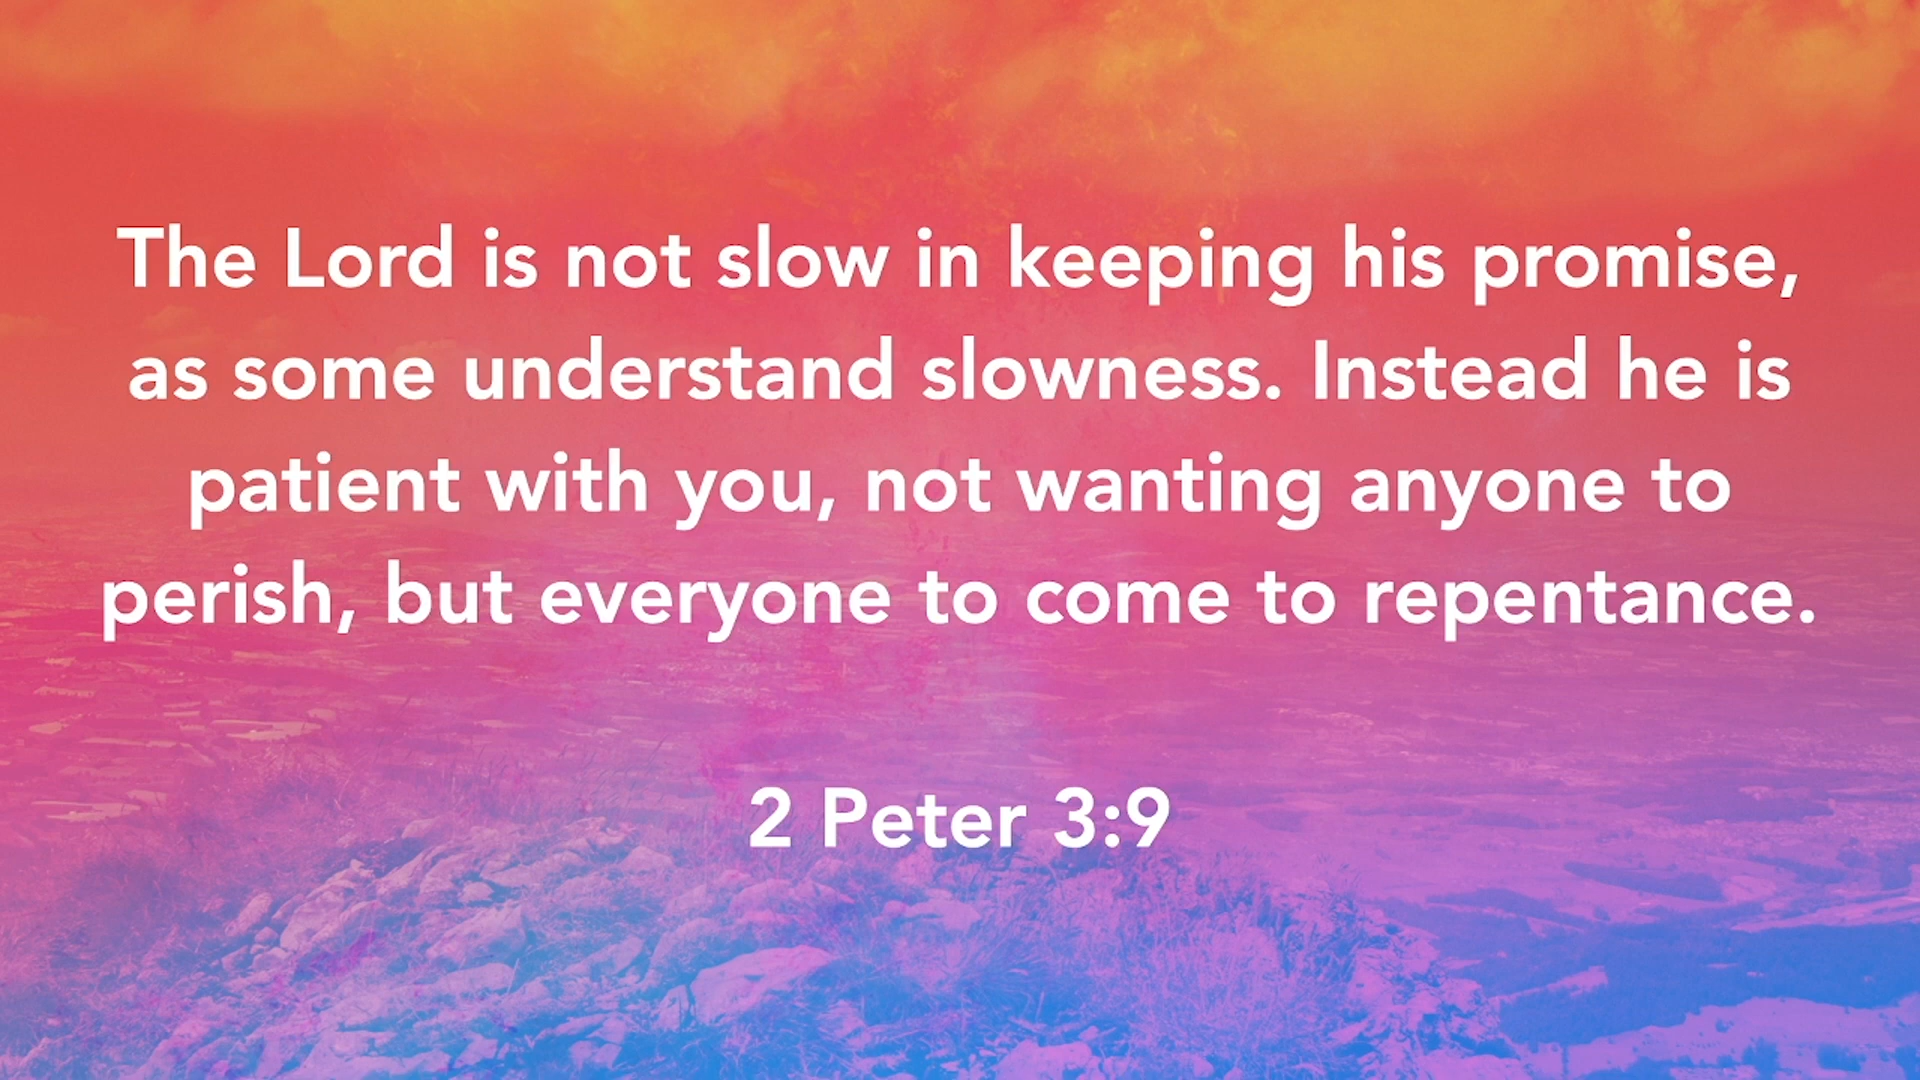 The Lord is not slow in keeping his promise,
as some understand slowness. Instead he is
patient with you, not wanting anyone to
perish, but everyone to come to repentance.
2 Peter 3:9